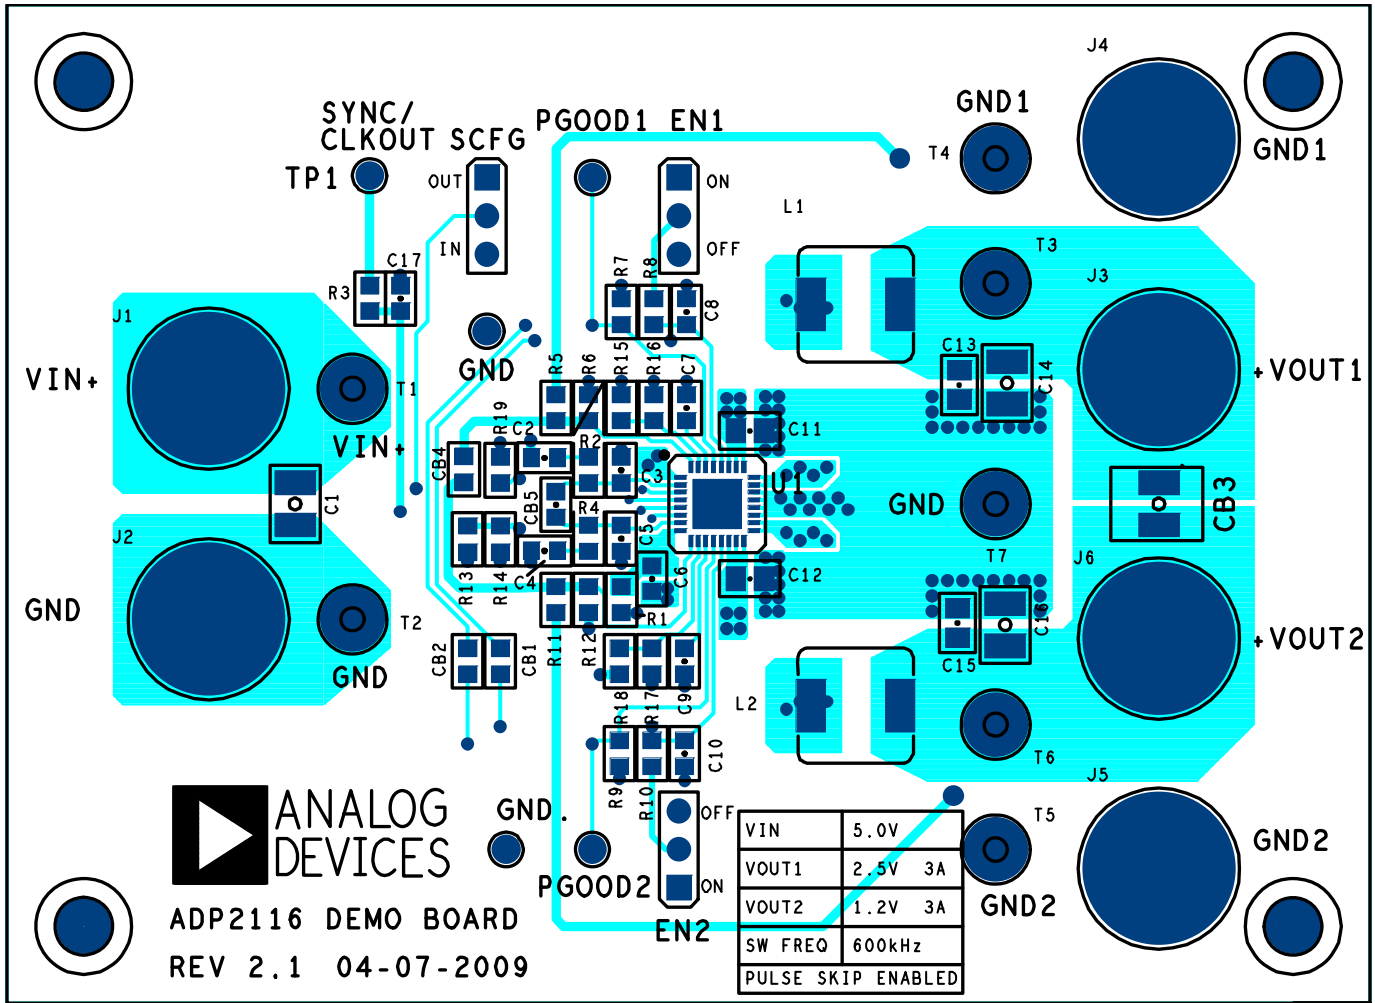 J4
GND1
SYNC/
CLKOUT
SCFG
PGOOD1
EN1
T4
GND1
TP1
OUT
ON
L1
IN
OFF
T3
C17
R7
R8
R3
C8
J3
J1
GND
R5
R6
R15
R16
C7
C13
C14
VIN+
T1
+VOUT1
R19
C2
C11
VIN+
CB4
R2
C3
U1
C1
CB5
R4
GND
CB3
J2
C5
T7
J6
R13
R14
C4
C6
C12
GND
R1
C16
T2
R11
R12
+VOUT2
CB2
CB1
C15
GND
R18
R17
C9
L2
T6
C10
J5
R9
R10
ANALOG
DEVICES
GND.
OFF
T5
PGOOD2
ON
EN2
GND2
GND2
VIN 5.0V
VOUT1 2.5V 3A
VOUT2 1.2V 3A
SW FREQ 600kHz
PULSE SKIP ENABLED
ADP2116 DEMO BOARD
REV 2.1 04-07-2009